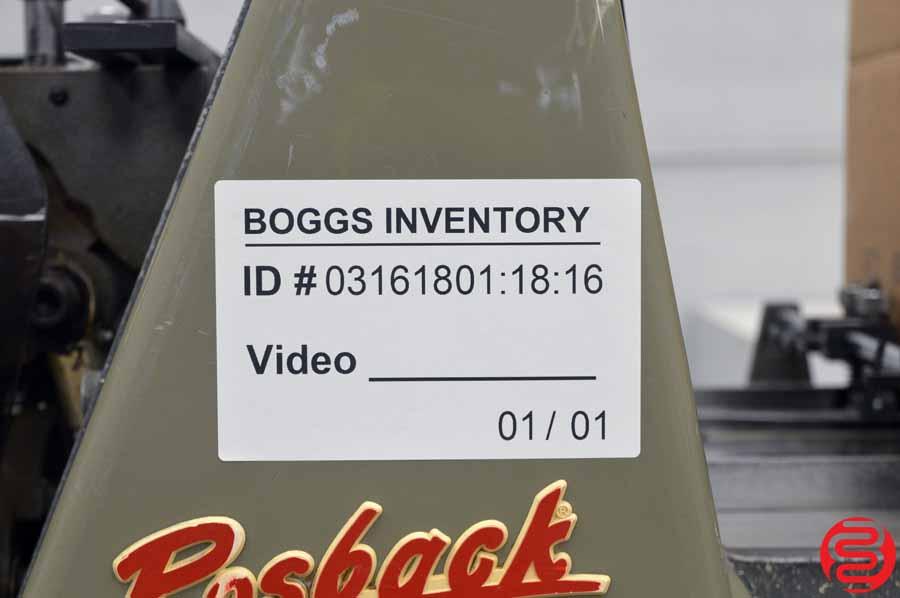 BOGGS INVENTORY
ID # 03161801:18:16
Video
01 / 01
Rosback®